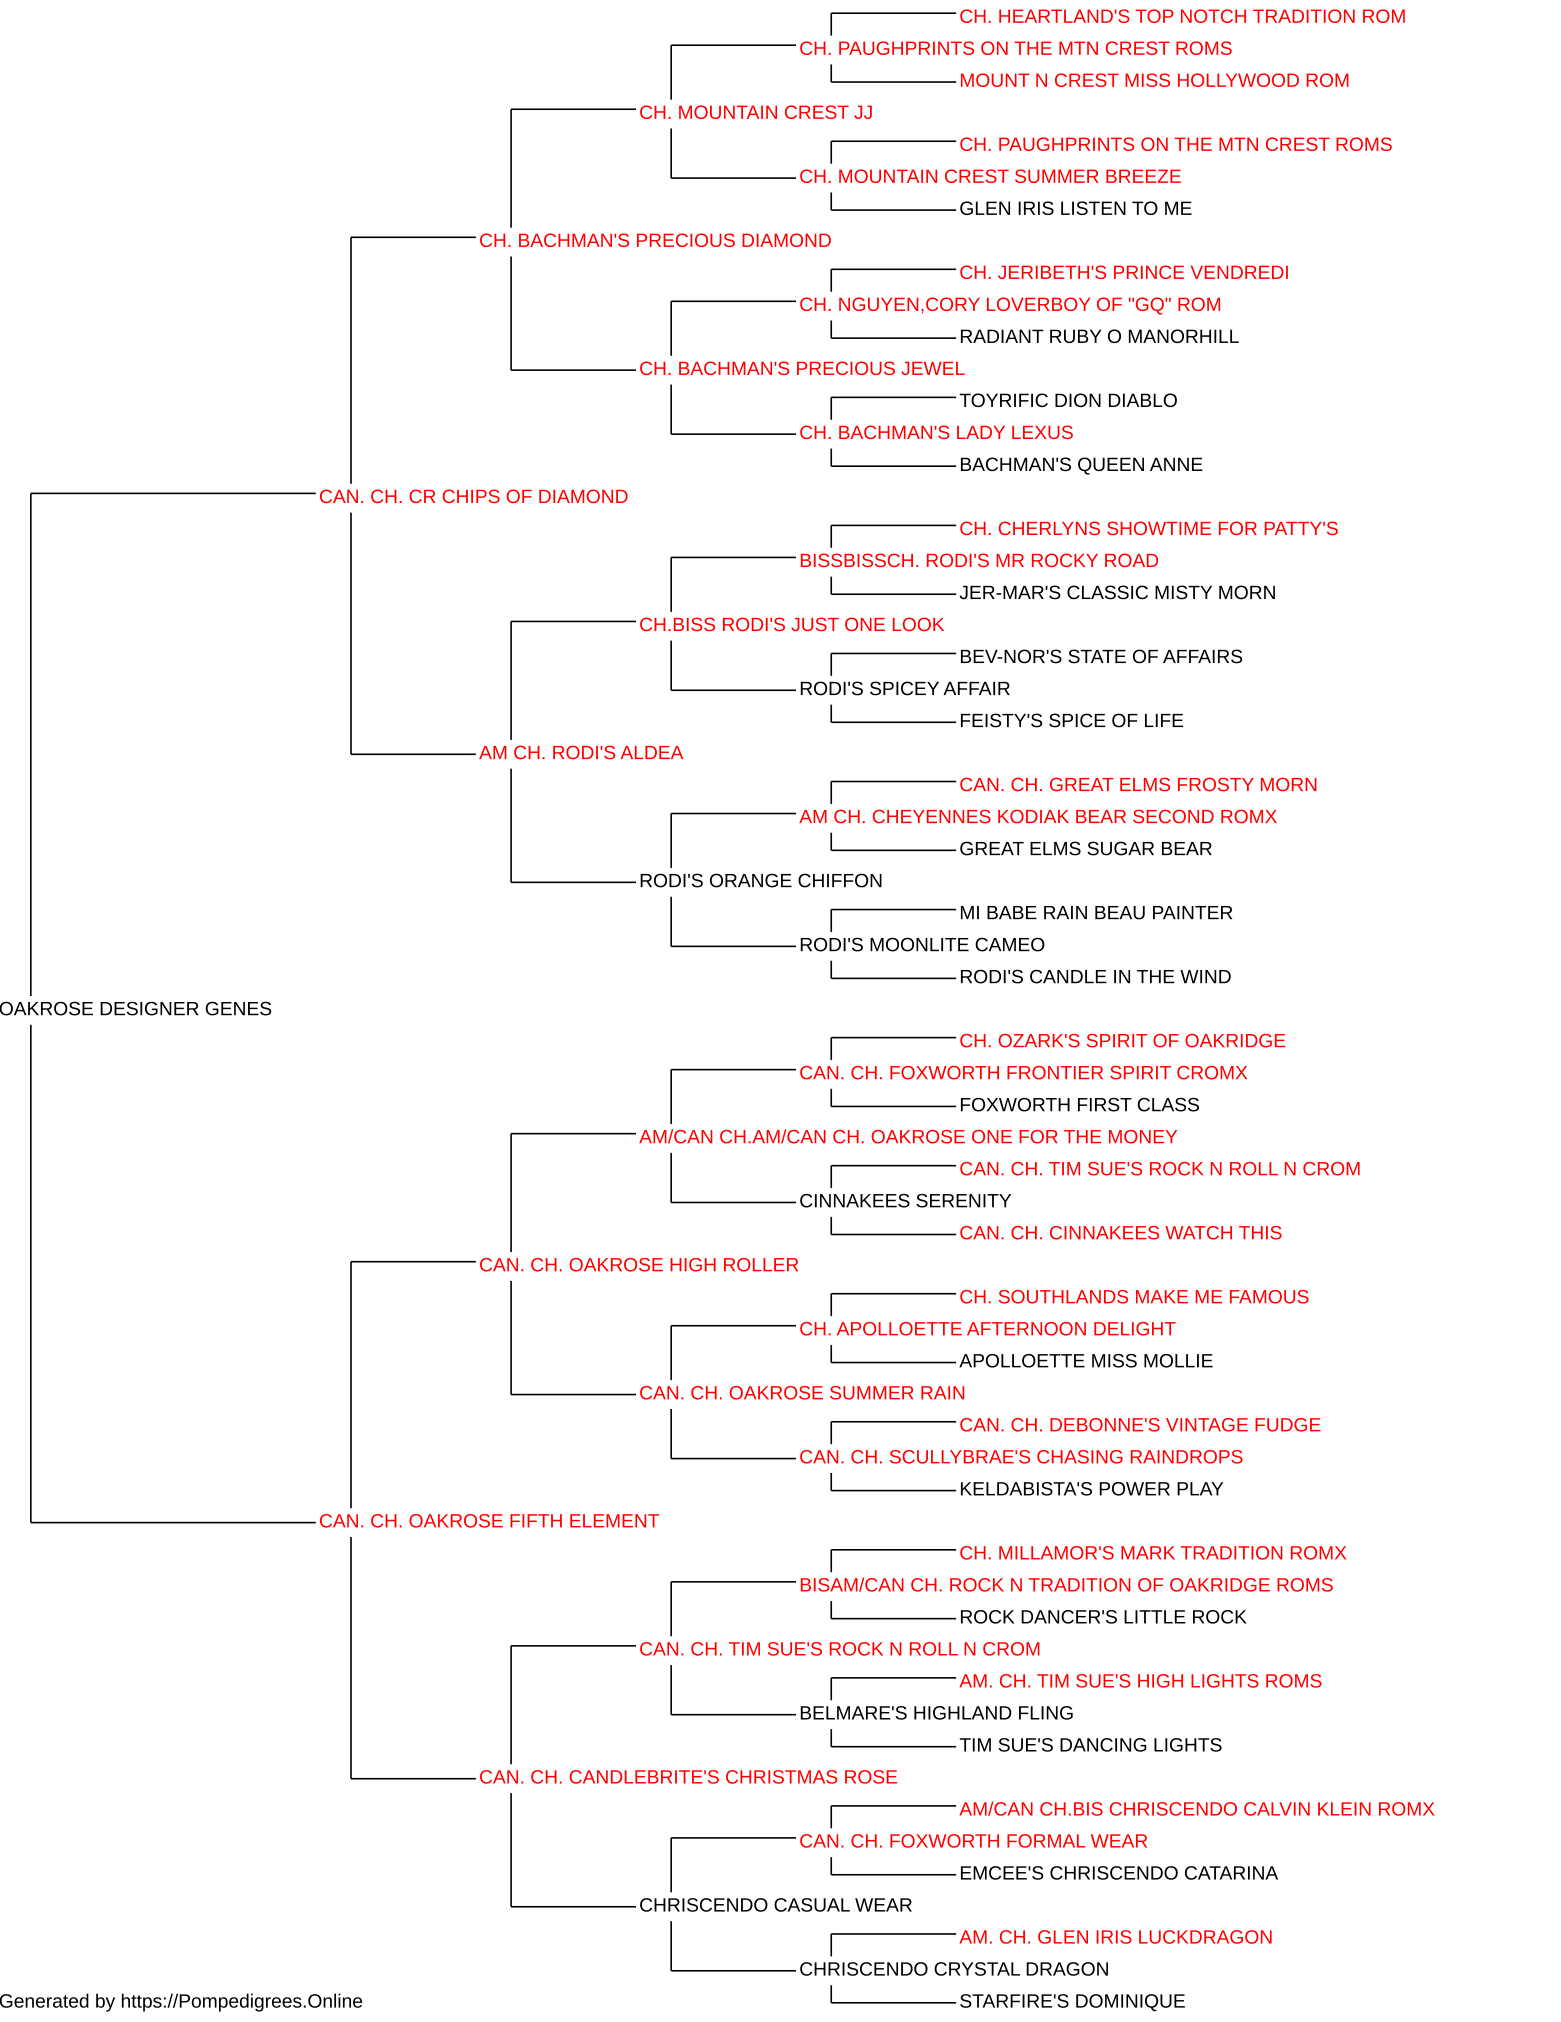 CH. HEARTLAND'S TOP NOTCH TRADITION ROM
CH. PAUGHPRINTS ON THE MTN CREST ROMS
MOUNT N CREST MISS HOLLYWOOD ROM
CH. MOUNTAIN CREST JJ
CH. PAUGHPRINTS ON THE MTN CREST ROMS
CH. MOUNTAIN CREST SUMMER BREEZE
GLEN IRIS LISTEN TO ME
CH. BACHMAN'S PRECIOUS DIAMOND
CH. JERIBETH'S PRINCE VENDREDI
CH. NGUYEN,CORY LOVERBOY OF "GQ" ROM
RADIANT RUBY O MANORHILL
CH. BACHMAN'S PRECIOUS JEWEL
TOYRIFIC DION DIABLO
CH. BACHMAN'S LADY LEXUS
BACHMAN'S QUEEN ANNE
CAN. CH. CR CHIPS OF DIAMOND
CH. CHERLYNS SHOWTIME FOR PATTY'S
BISSBISSCH. RODI'S MR ROCKY ROAD
JER-MAR'S CLASSIC MISTY MORN
CH.BISS RODI'S JUST ONE LOOK
BEV-NOR'S STATE OF AFFAIRS
RODI'S SPICEY AFFAIR
FEISTY'S SPICE OF LIFE
AM CH. RODI'S ALDEA
CAN. CH. GREAT ELMS FROSTY MORN
AM CH. CHEYENNES KODIAK BEAR SECOND ROMX
GREAT ELMS SUGAR BEAR
RODI'S ORANGE CHIFFON
MI BABE RAIN BEAU PAINTER
RODI'S MOONLITE CAMEO
RODI'S CANDLE IN THE WIND
OAKROSE DESIGNER GENES
CH. OZARK'S SPIRIT OF OAKRIDGE
CAN. CH. FOXWORTH FRONTIER SPIRIT CROMX
FOXWORTH FIRST CLASS
AM/CAN CH.AM/CAN CH. OAKROSE ONE FOR THE MONEY
CAN. CH. TIM SUE'S ROCK N ROLL N CROM
CINNAKEES SERENITY
CAN. CH. CINNAKEES WATCH THIS
CAN. CH. OAKROSE HIGH ROLLER
CH. SOUTHLANDS MAKE ME FAMOUS
CH. APOLLOETTE AFTERNOON DELIGHT
APOLLOETTE MISS MOLLIE
CAN. CH. OAKROSE SUMMER RAIN
CAN. CH. DEBONNE'S VINTAGE FUDGE
CAN. CH. SCULLYBRAE'S CHASING RAINDROPS
KELDABISTA'S POWER PLAY
CAN. CH. OAKROSE FIFTH ELEMENT
CH. MILLAMOR'S MARK TRADITION ROMX
BISAM/CAN CH. ROCK N TRADITION OF OAKRIDGE ROMS
ROCK DANCER'S LITTLE ROCK
CAN. CH. TIM SUE'S ROCK N ROLL N CROM
AM. CH. TIM SUE'S HIGH LIGHTS ROMS
BELMARE'S HIGHLAND FLING
TIM SUE'S DANCING LIGHTS
CAN. CH. CANDLEBRITE'S CHRISTMAS ROSE
AM/CAN CH.BIS CHRISCENDO CALVIN KLEIN ROMX
CAN. CH. FOXWORTH FORMAL WEAR
EMCEE'S CHRISCENDO CATARINA
CHRISCENDO CASUAL WEAR
AM. CH. GLEN IRIS LUCKDRAGON
CHRISCENDO CRYSTAL DRAGON
STARFIRE'S DOMINIQUE
Generated by https://Pompedigrees.Online